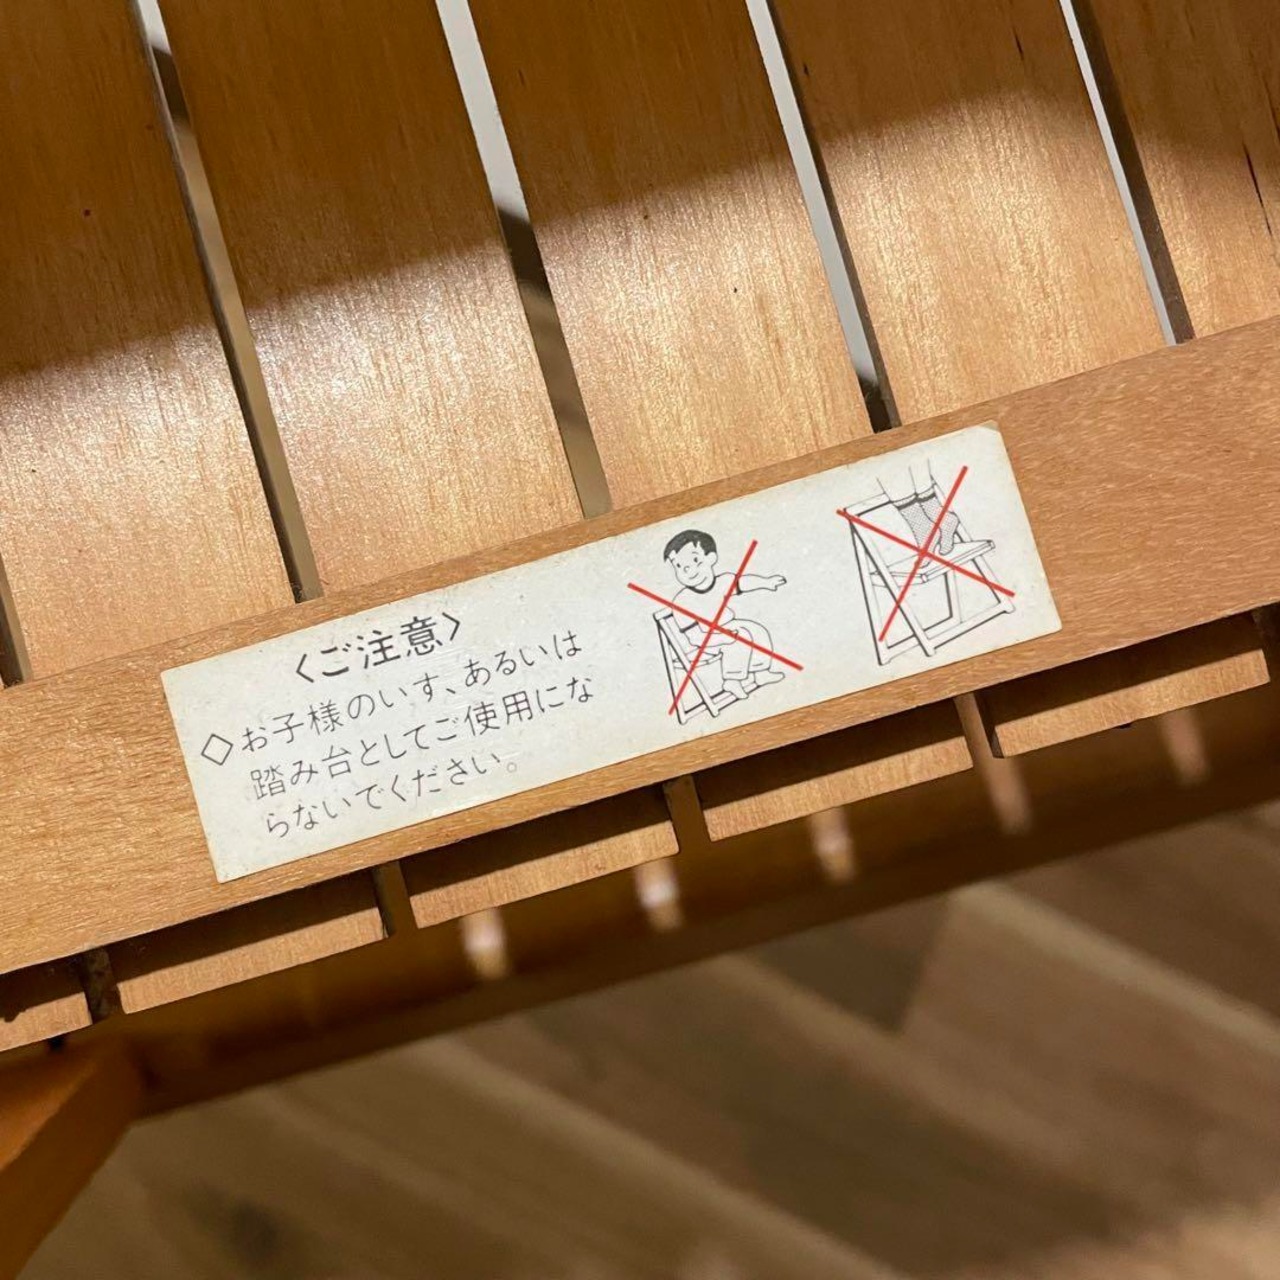 〈ご注意〉
◇お子様のいす、あるいは
踏み台としてご使用にな
らないでください。